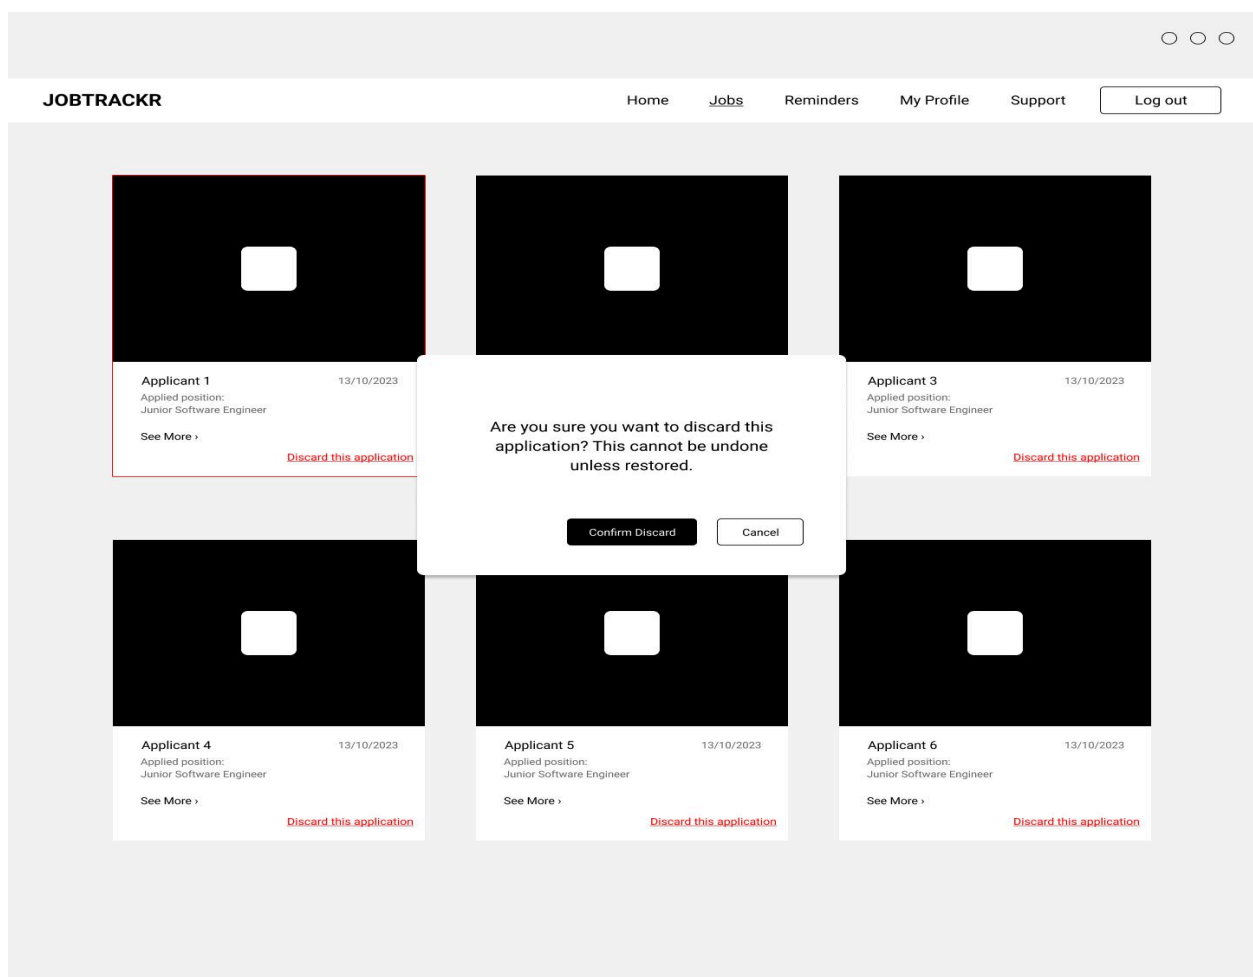 JOBTRACKR
Home Jobs Reminders My Profile Support Log out
Applicant 1 13/10/2023
Applied position:
Junior Software Engineer
See More ›
Discard this application
Applicant 3 13/10/2023
Applied position:
Junior Software Engineer
See More ›
Discard this application
Are you sure you want to discard this
application? This cannot be undone
unless restored.
Confirm Discard Cancel
Applicant 4 13/10/2023
Applied position:
Junior Software Engineer
See More ›
Discard this application
Applicant 5 13/10/2023
Applied position:
Junior Software Engineer
See More ›
Discard this application
Applicant 6 13/10/2023
Applied position:
Junior Software Engineer
See More ›
Discard this application